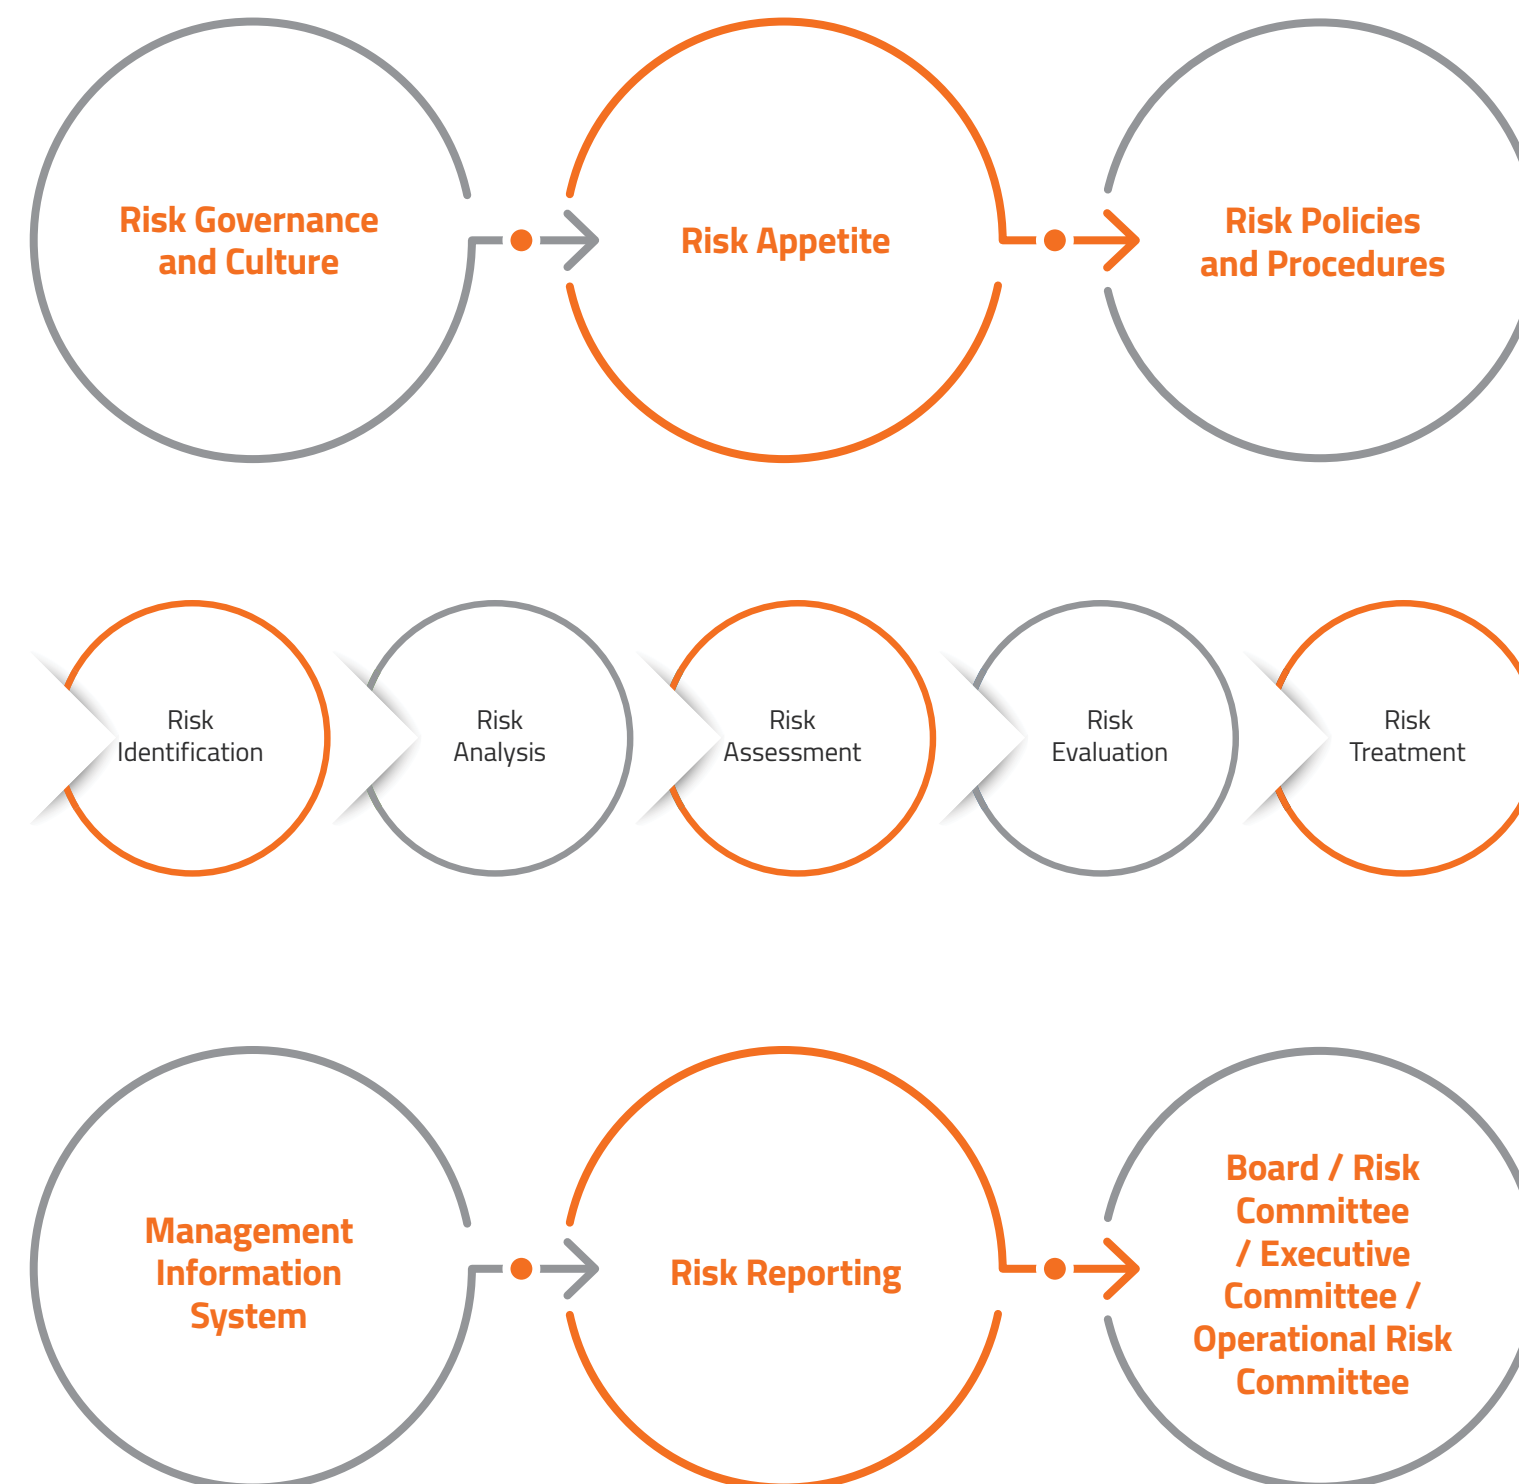 Risk Governance
and Culture
Risk Appetite
Risk Policies
and Procedures
Risk
Identification
Risk
Analysis
Risk
Assessment
Risk
Evaluation
Risk
Treatment
Management
Information
System
Risk Reporting
Board / Risk
Committee
/ Executive
Committee /
Operational Risk
Committee